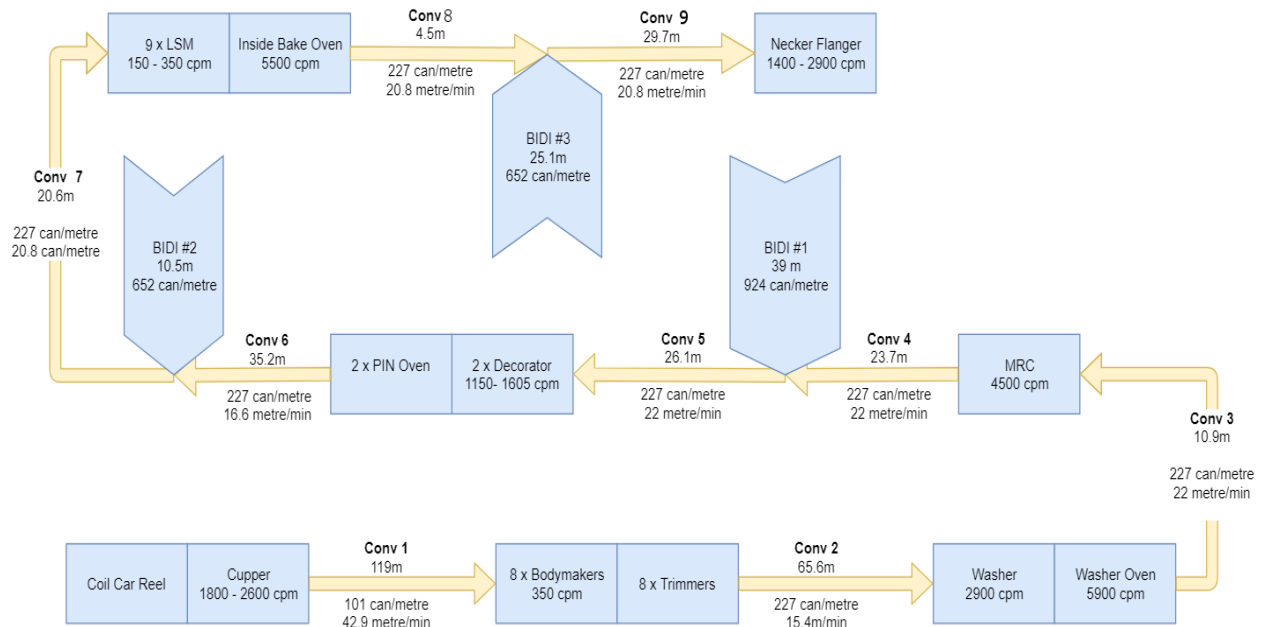 Conv 8
4.5m
227 can/metre
20.8 metre/min
Conv 9
29.7m
227 can/metre
20.8 metre/min
9 x LSM
150 - 350 cpm
Inside Bake Oven
5500 cpm
Necker Flanger
1400 - 2900 cpm
BIDI #3
25.1m
652 can/metre
Conv 7
20.6m
227 can/metre
20.8 can/metre
BIDI #2
10.5m
652 can/metre
BIDI #1
39 m
924 can/metre
Conv 6
35.2m
227 can/metre
16.6 metre/min
2 x PIN Oven
2 x Decorator
1150- 1605 cpm
Conv 5
26.1m
227 can/metre
22 metre/min
Conv 4
23.7m
227 can/metre
22 metre/min
MRC
4500 cpm
Conv 3
10.9m
227 can/metre
22 metre/min
Coil Car Reel
Cupper
1800 - 2600 cpm
Conv 1
119m
101 can/metre
42.9 metre/min
8 x Bodymakers
350 cpm
8 x Trimmers
Conv 2
65.6m
227 can/metre
15.4m/min
Washer
2900 cpm
Washer Oven
5900 cpm